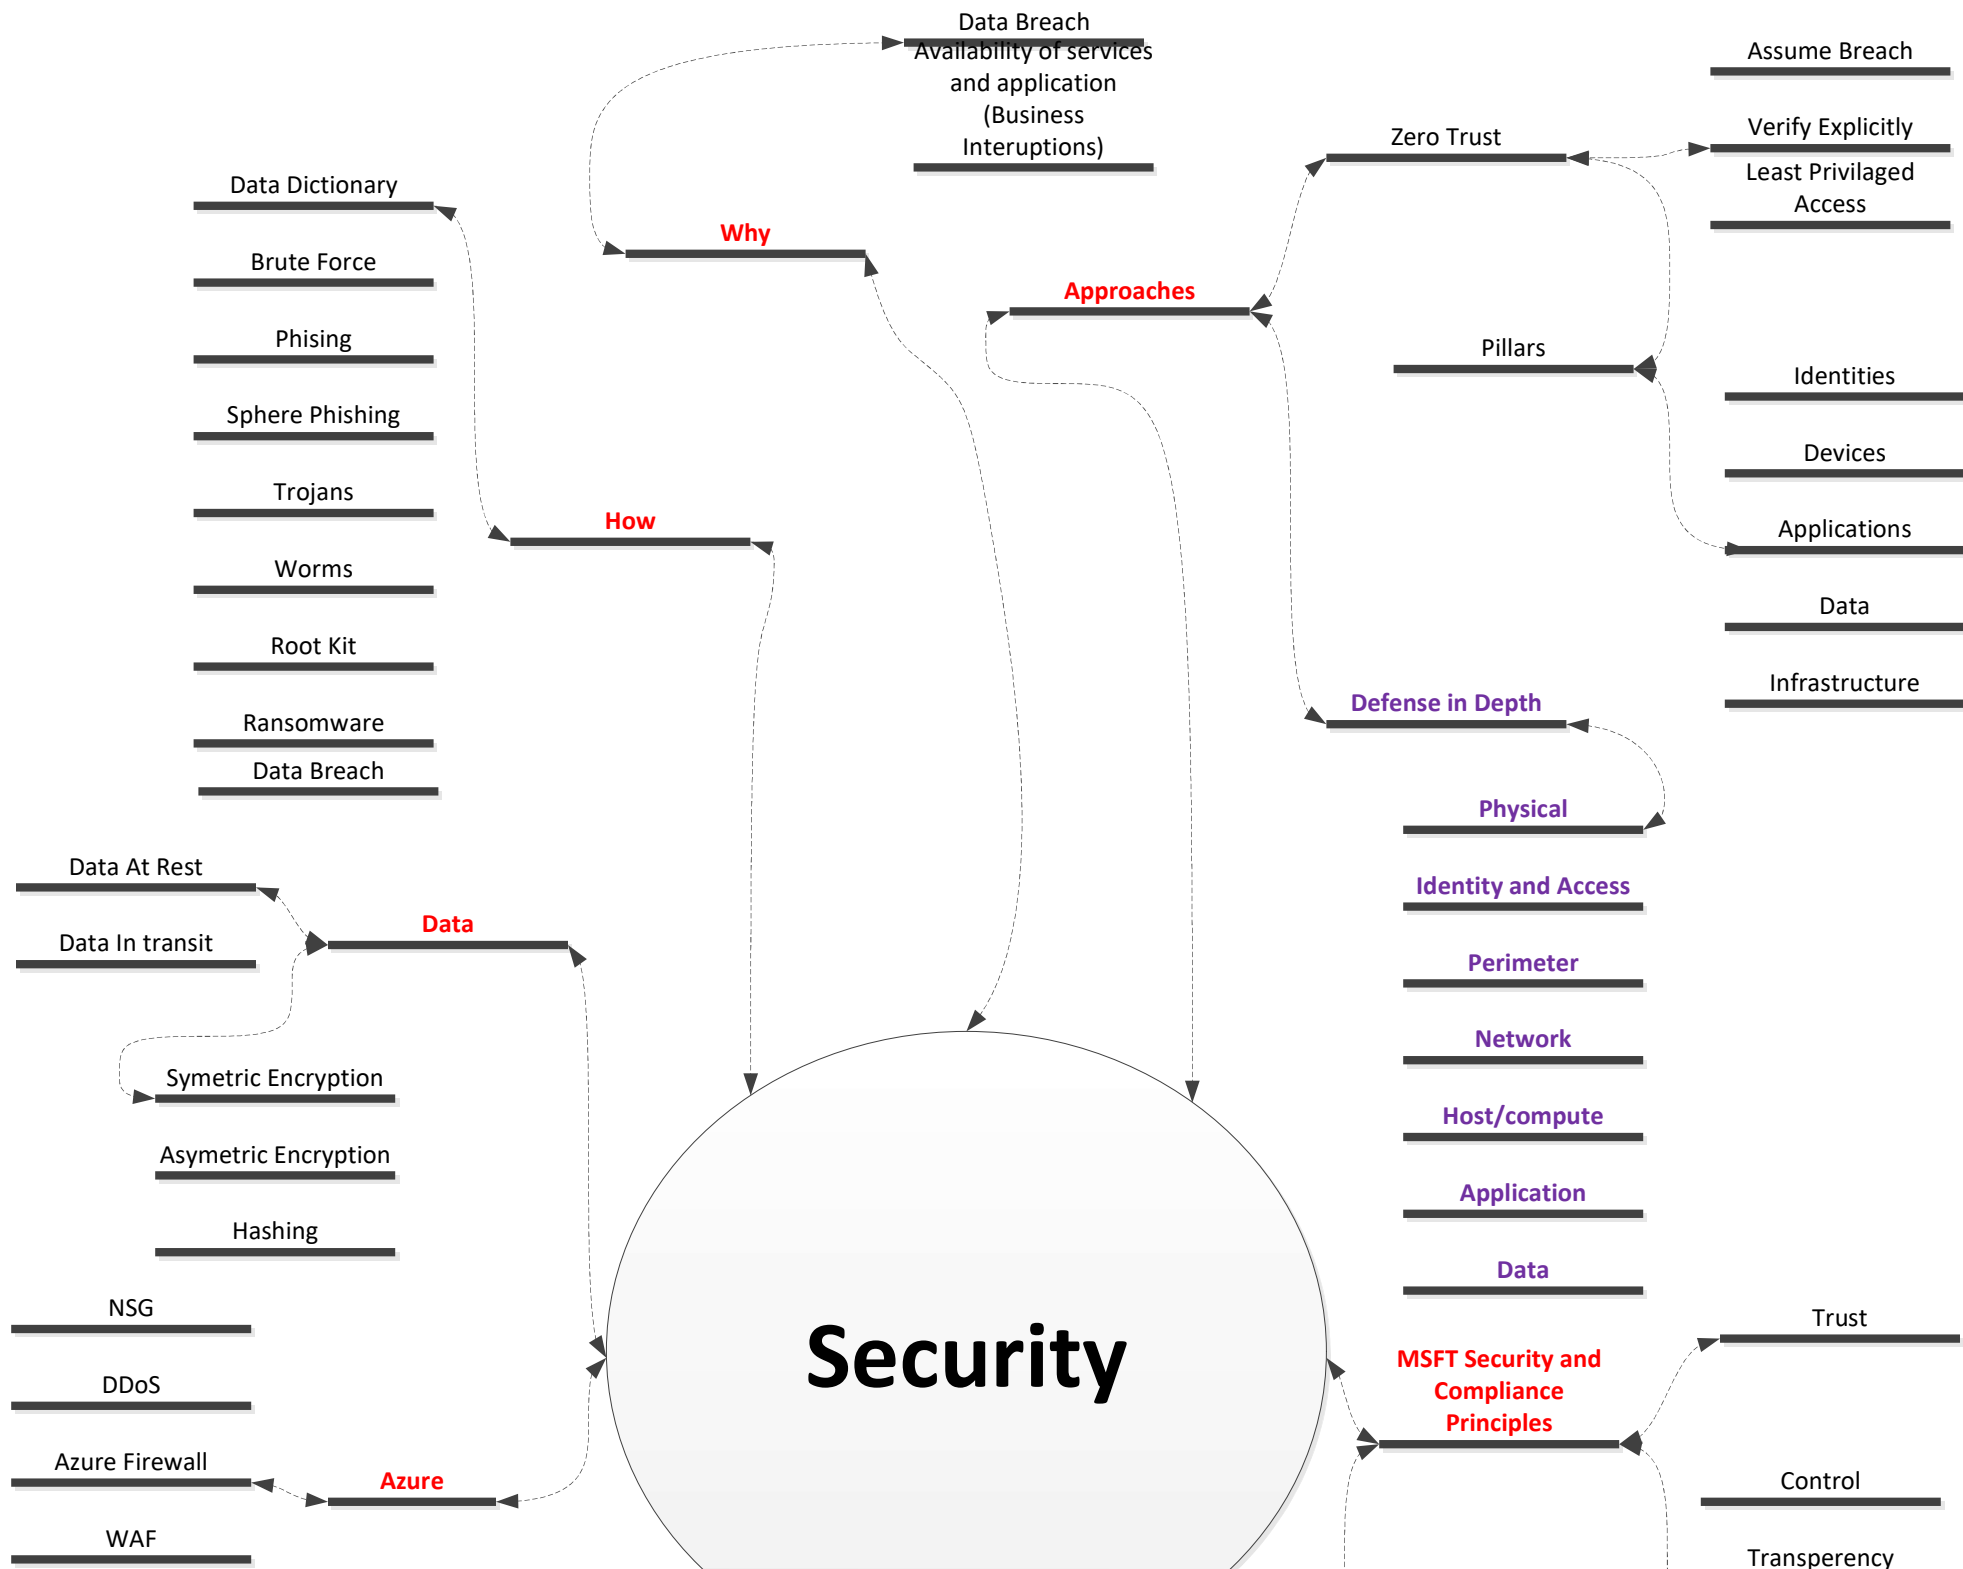 Data Breach
Availability of services
and application
(Business
Interuptions)
Why
Data Dictionary
Brute Force
Phising
Sphere Phishing
Trojans
Worms
Root Kit
Ransomware
Data Breach
How
Approaches
Zero Trust
Assume Breach
Verify Explicitly
Least Privilaged
Access
Pillars
Identities
Devices
Applications
Data
Infrastructure
Defense in Depth
Physical
Identity and Access
Perimeter
Network
Host/compute
Application
Data
Data At Rest
Data In transit
Data
Symetric Encryption
Asymetric Encryption
Hashing
NSG
DDoS
Azure Firewall
WAF
Azure
Security
MSFT Security and
Compliance
Principles
Trust
Control
Transperency